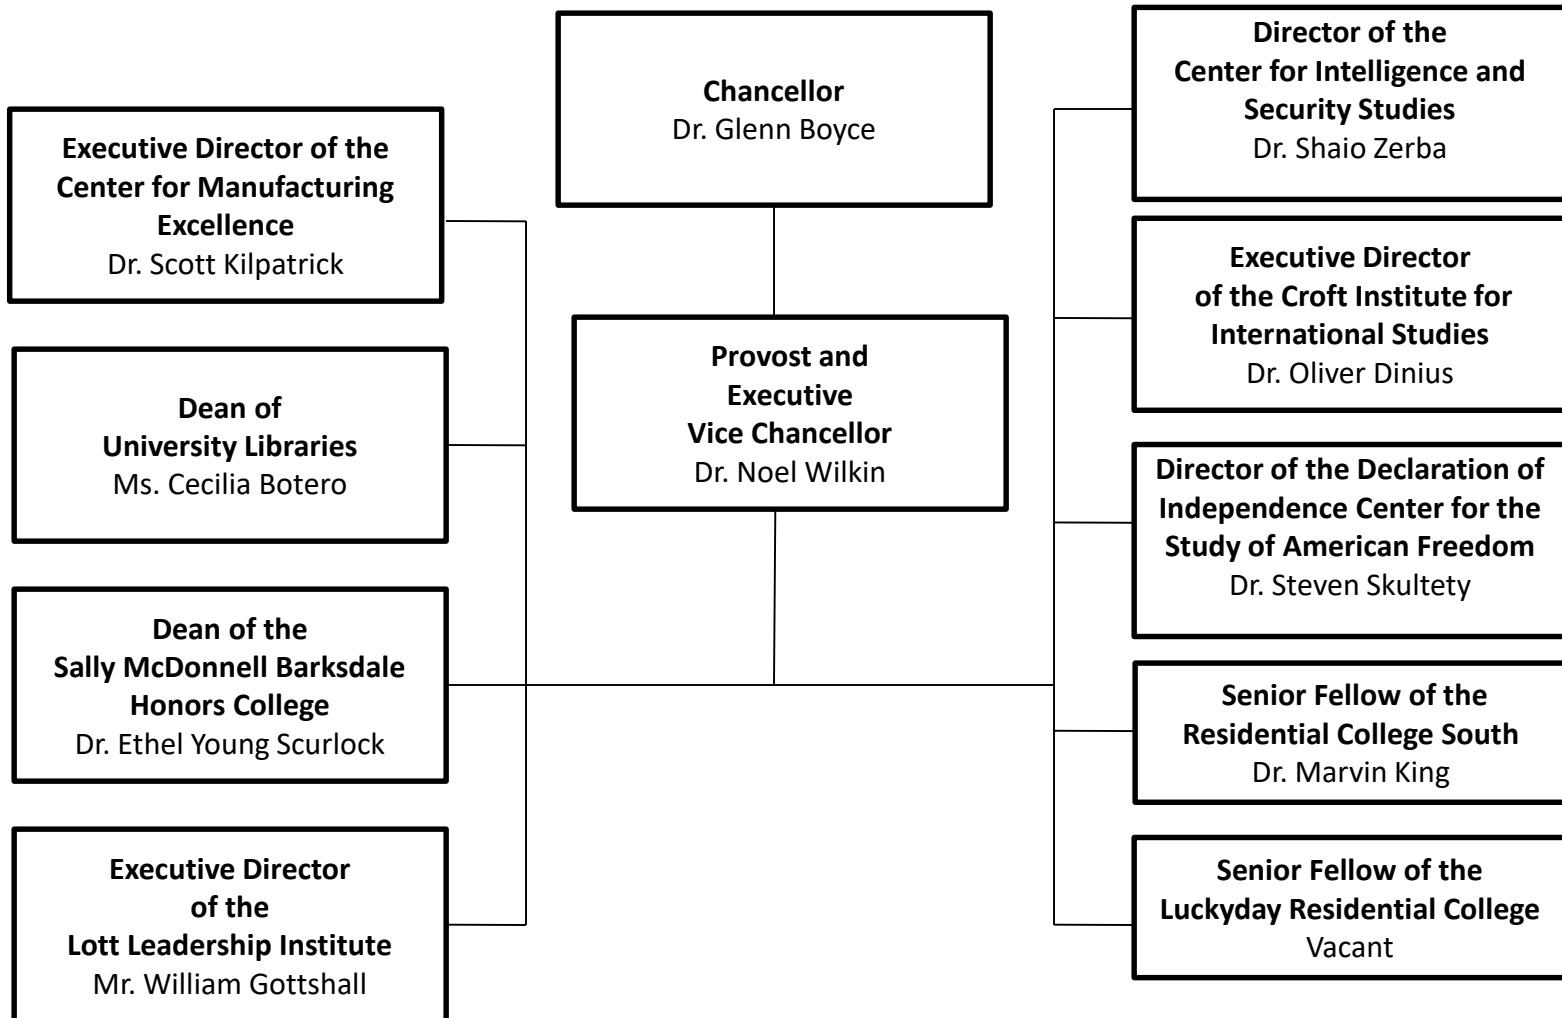 Chancellor
Dr. Glenn Boyce
Provost and
Executive
Vice Chancellor
Dr. Noel Wilkin
Executive Director of the
Center for Manufacturing
Excellence
Dr. Scott Kilpatrick
Dean of
University Libraries
Ms. Cecilia Botero
Dean of the
Sally McDonnell Barksdale
Honors College
Dr. Ethel Young Scurlock
Executive Director
of the
Lott Leadership Institute
Mr. William Gottshall
Director of the
Center for Intelligence and
Security Studies
Dr. Shaio Zerba
Executive Director
of the Croft Institute for
International Studies
Dr. Oliver Dinius
Director of the Declaration of
Independence Center for the
Study of American Freedom
Dr. Steven Skultety
Senior Fellow of the
Residential College South
Dr. Marvin King
Senior Fellow of the
Luckyday Residential College
Vacant